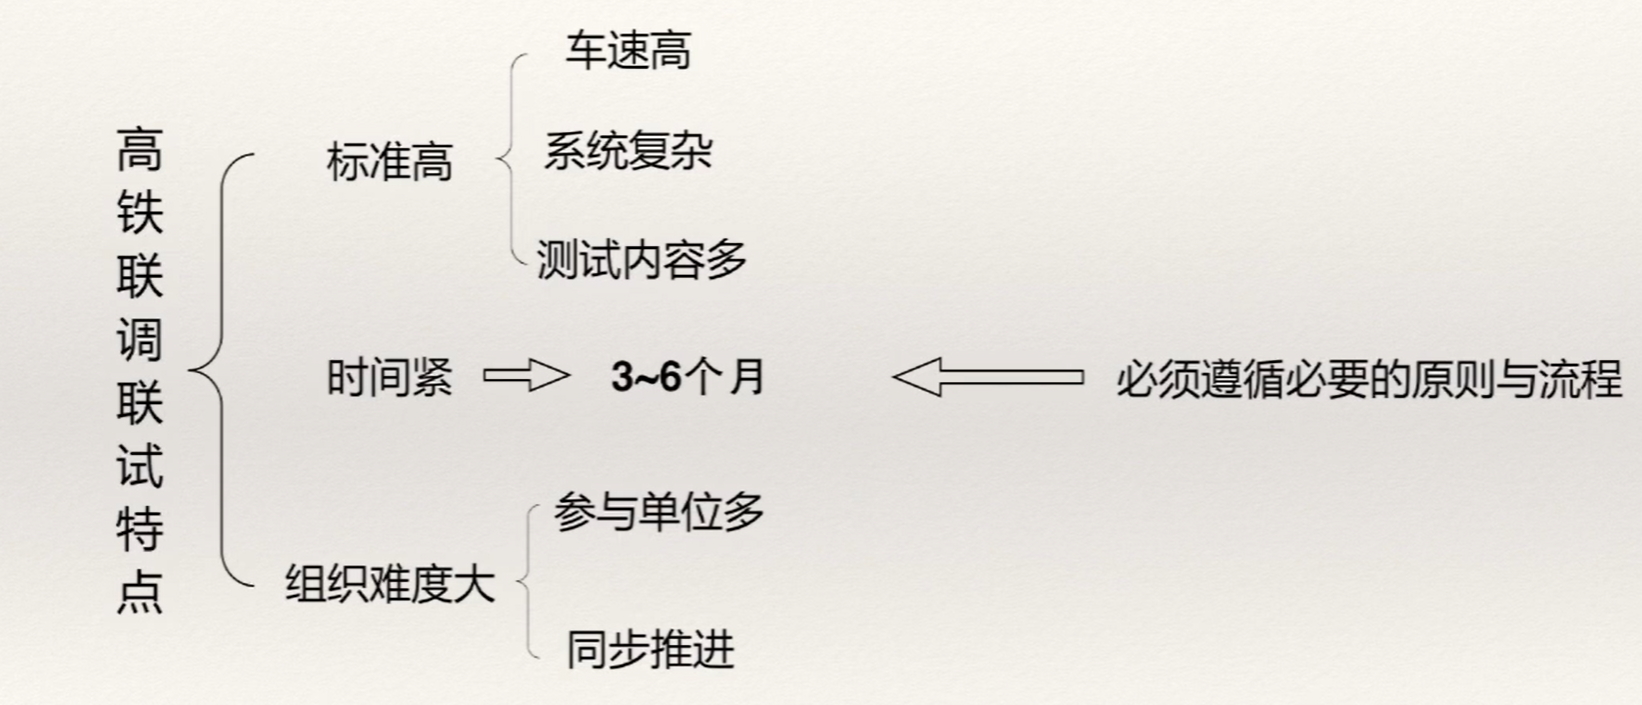 高铁联调联试特点
标准高
车速高
系统复杂
测试内容多
时间紧
3~6个月
必须遵循必要的原则与流程
组织难度大
参与单位多
同步推进